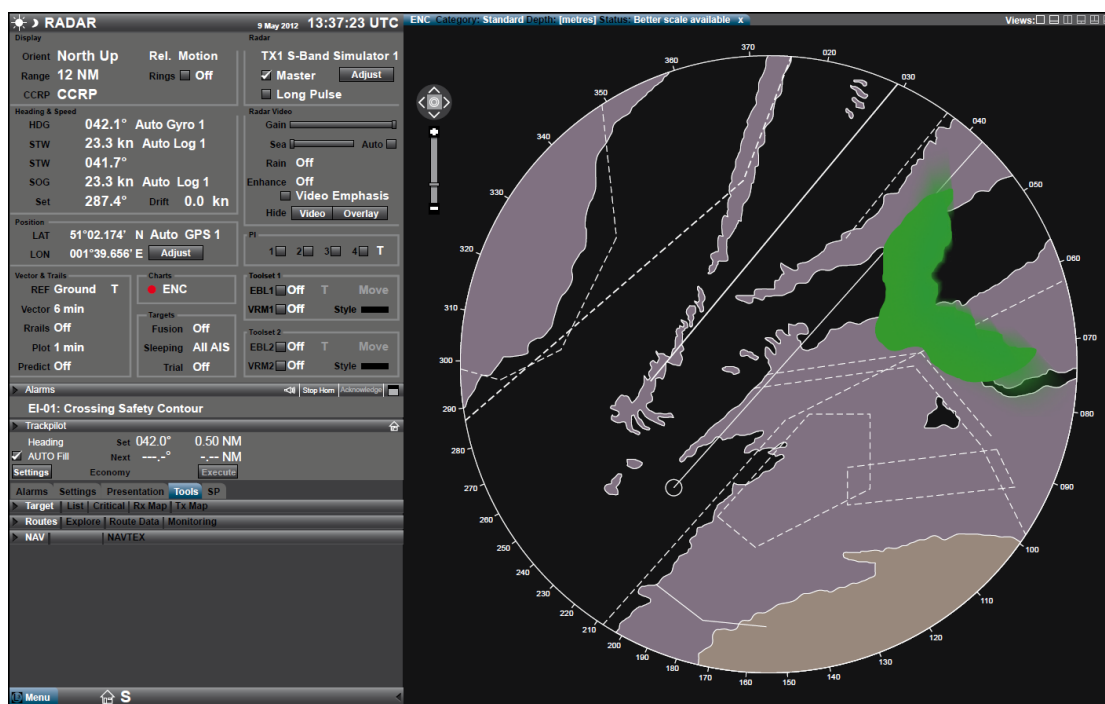 RADAR 9 May 2012 13:37:23 UTC
Display
Orient North Up Rel. Motion
Range 12 NM Rings Off
CCRP CCRP
Radar
TX1 S-Band Simulator 1
Master Adjust
Long Pulse
Heading & Speed
HDG 042.1° Auto Gyro 1
STW 23.3 kn Auto Log 1
STW 041.7°
SOG 23.3 kn Auto Log 1
Set 287.4° Drift 0.0 kn
Radar Video
Gain
Sea Auto
Rain Off
Enhance Off
Video Emphasis
Hide Video Overlay
Position
LAT 51°02.174' N Auto GPS 1
LON 001°39.656' E Adjust
PI
1 2 3 4 T
Vector & Trails
REF Ground T
Vector 6 min
Rrails Off
Plot 1 min
Predict Off
Charts
ENC
Targets
Fusion Off
Sleeping All AIS
Trial Off
Toolset 1
EBL1 Off T Move
VRM1 Off Style
Toolset 2
EBL2 Off T Move
VRM2 Off Style
Alarms Stop Horn Acknowledge
EI-01: Crossing Safety Contour
Trackpilot
Heading Set 042.0° 0.50 NM
AUTO Fill Next ---.-° -.-- NM
Settings Economy Execute
Alarms Settings Presentation Tools SP
Target List Critical Rx Map Tx Map
Routes Explore Route Data Monitoring
NAV NAVTEX
Menu S
ENC Category: Standard Depth: [metres] Status: Better scale available x
Views:
370
020
030
040
050
060
070
080
090
100
110
120
130
140
150
160
170
180
190
200
210
220
230
240
250
260
270
280
290
300
310
320
330
340
350
360